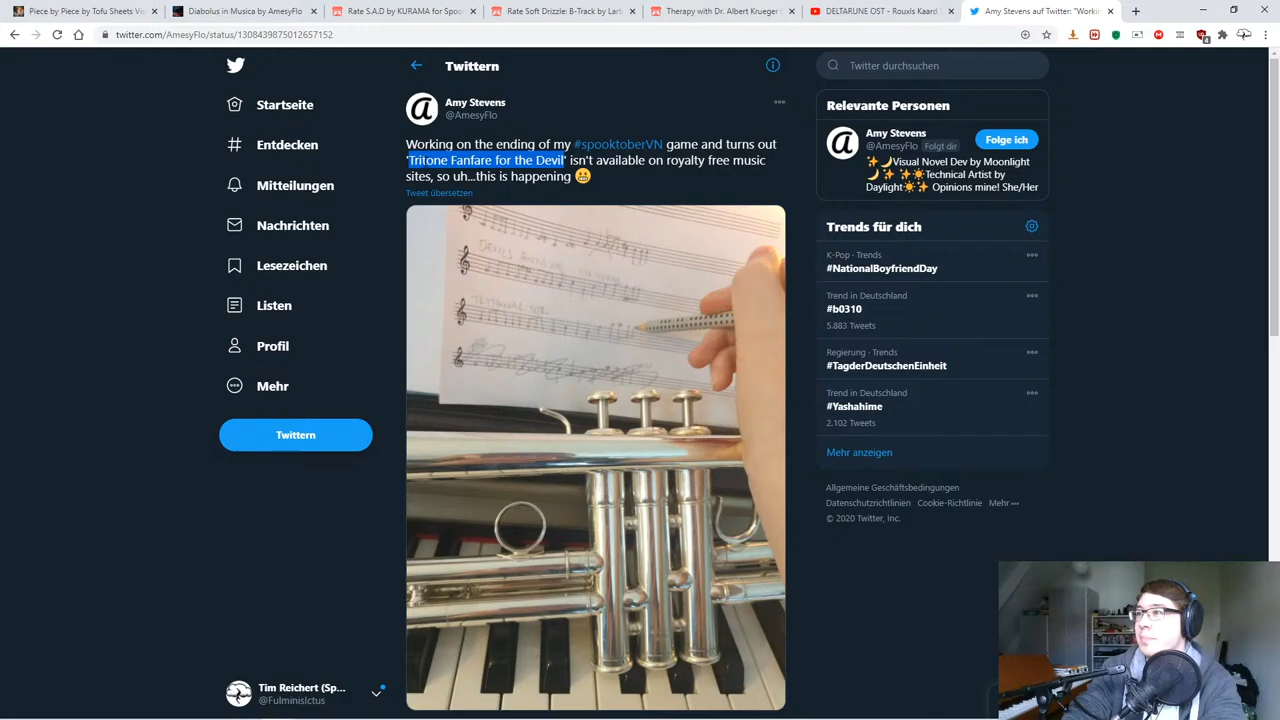 Piece by Piece by Tofu Sheets Vis
Diabolus in Musica by AmesyFlo
Rate S.A.D by KURAMA for Spoo
Rate Soft Drizzle: B-Track by Lart
Therapy with Dr. Albert Krueger
DELTARUNE OST - Rouxls Kaard
Amy Stevens auf Twitter: "Workin
twitter.com/AmesyFlo/status/1308439875012657152
4
Startseite
Entdecken
Mitteilungen
Nachrichten
Lesezeichen
Listen
Profil
Mehr
Twittern
Tim Reichert (Sp...
@FulminisIctus
Twittern
Amy Stevens
@AmesyFlo
Working on the ending of my #spooktoberVN game and turns out
'Tritone Fanfare for the Devil' isn't available on royalty free music
sites, so uh...this is happening 😬
Tweet übersetzen
Twitter durchsuchen
Relevante Personen
Amy Stevens
@AmesyFlo Folgt dir
Folge ich
✨🌙Visual Novel Dev by Moonlight
🌙✨ ✨☀️Technical Artist by
Daylight☀️✨ Opinions mine! She/Her
Trends für dich
K-Pop · Trends
#NationalBoyfriendDay
Trend in Deutschland
#b0310
5.883 Tweets
Regierung · Trends
#TagderDeutschenEinheit
Trend in Deutschland
#Yashahime
2.102 Tweets
Mehr anzeigen
Allgemeine Geschäftsbedingungen
Datenschutzrichtlinien Cookie-Richtlinie Mehr ···
© 2020 Twitter, Inc.